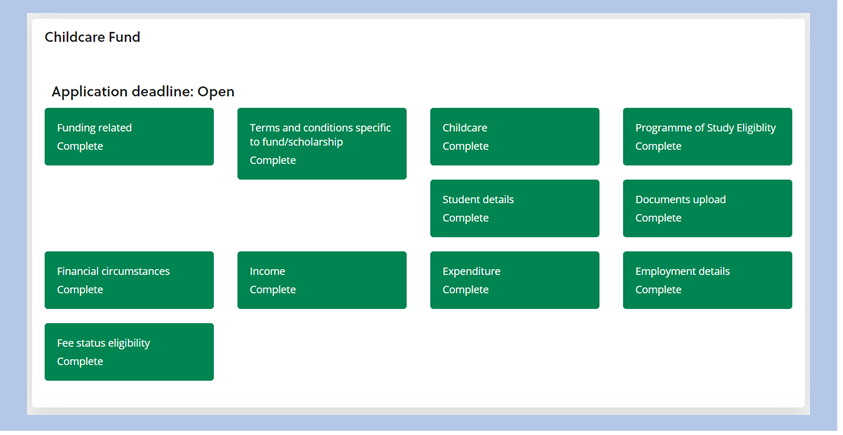 Childcare Fund
Application deadline: Open
Funding related
Complete
Terms and conditions specific
to fund/scholarship
Complete
Childcare
Complete
Programme of Study Eligiblity
Complete
Student details
Complete
Documents upload
Complete
Financial circumstances
Complete
Income
Complete
Expenditure
Complete
Employment details
Complete
Fee status eligibility
Complete